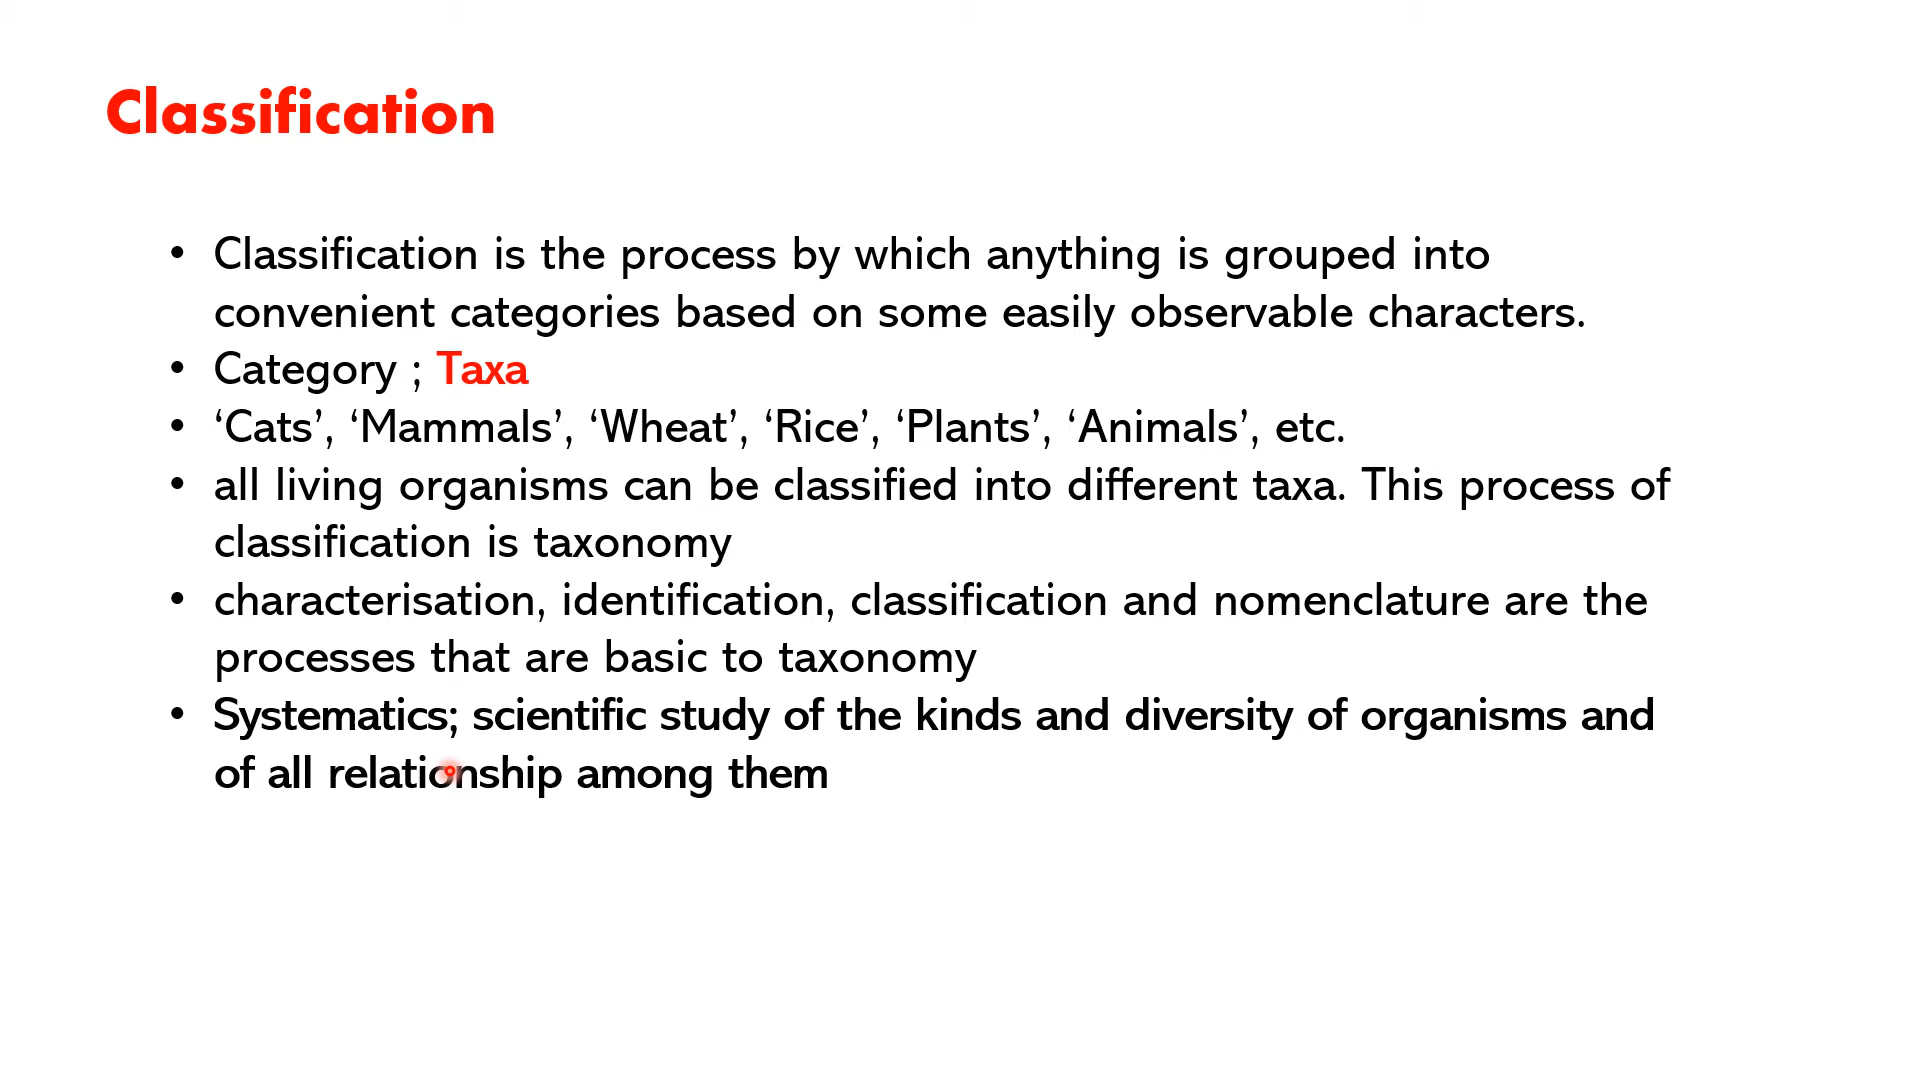 Classification
• Classification is the process by which anything is grouped into
convenient categories based on some easily observable characters.
• Category ; Taxa
• ‘Cats’, ‘Mammals’, ‘Wheat’, ‘Rice’, ‘Plants’, ‘Animals’, etc.
• all living organisms can be classified into different taxa. This process of
classification is taxonomy
• characterisation, identification, classification and nomenclature are the
processes that are basic to taxonomy
• Systematics; scientific study of the kinds and diversity of organisms and
of all relationship among them